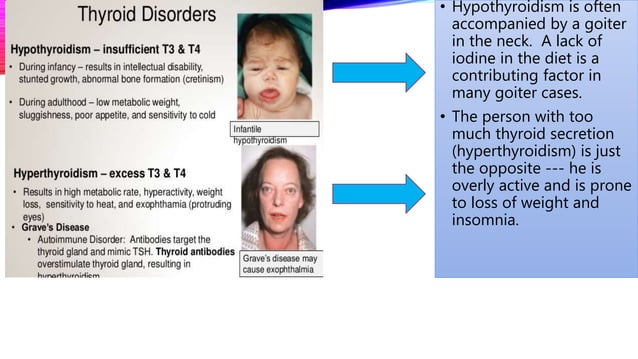 Thyroid Disorders
Hypothyroidism – insufficient T3 & T4
• During infancy – results in intellectual disability,
stunted growth, abnormal bone formation (cretinism)
• During adulthood – low metabolic weight,
sluggishness, poor appetite, and sensitivity to cold
Infantile
hypothyroidism
Hyperthyroidism – excess T3 & T4
• Results in high metabolic rate, hyperactivity, weight
loss, sensitivity to heat, and exophthamia (protruding
eyes)
• Grave's Disease
• Autoimmune Disorder: Antibodies target the
thyroid gland and mimic TSH. Thyroid antibodies
overstimulate thyroid gland, resulting in
hyperthyroidism
Grave's disease may
cause exophthalmia
• Hypothyroidism is often
accompanied by a goiter
in the neck. A lack of
iodine in the diet is a
contributing factor in
many goiter cases.
• The person with too
much thyroid secretion
(hyperthyroidism) is just
the opposite --- he is
overly active and is prone
to loss of weight and
insomnia.